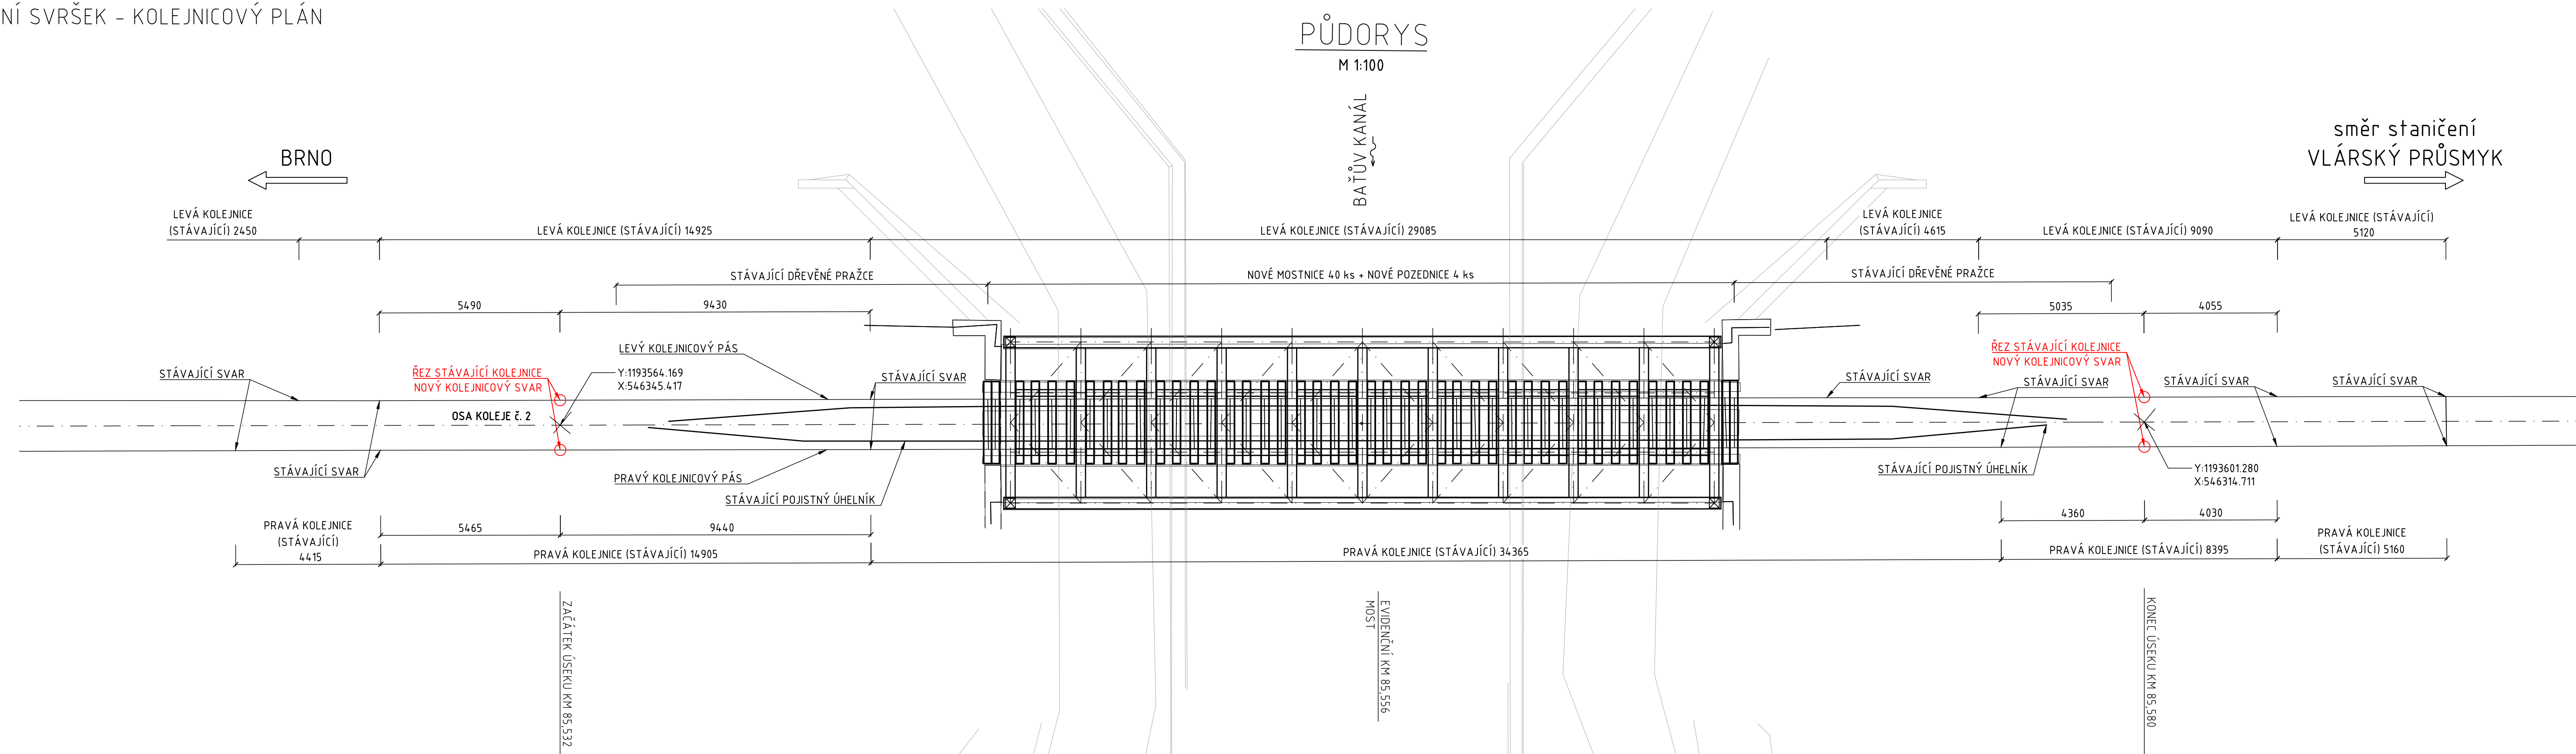 NÍ SVRŠEK - KOLEJNICOVÝ PLÁN
PŮDORYS
M 1:100
BAŤŮV KANÁL
BRNO
směr staničení
VLÁRSKÝ PRŮSMYK
LEVÁ KOLEJNICE
(STÁVAJÍCÍ) 2450
LEVÁ KOLEJNICE (STÁVAJÍCÍ) 14925
LEVÁ KOLEJNICE (STÁVAJÍCÍ) 29085
LEVÁ KOLEJNICE
(STÁVAJÍCÍ) 4615
LEVÁ KOLEJNICE (STÁVAJÍCÍ) 9090
LEVÁ KOLEJNICE (STÁVAJÍCÍ)
5120
STÁVAJÍCÍ DŘEVĚNÉ PRAŽCE
NOVÉ MOSTNICE 40 ks + NOVÉ POZEDNICE 4 ks
STÁVAJÍCÍ DŘEVĚNÉ PRAŽCE
5490
9430
5035
4055
STÁVAJÍCÍ SVAR
ŘEZ STÁVAJÍCÍ KOLEJNICE
NOVÝ KOLEJNICOVÝ SVAR
LEVÝ KOLEJNICOVÝ PÁS
Y:1193564.169
X:546345.417
STÁVAJÍCÍ SVAR
OSA KOLEJE č. 2
STÁVAJÍCÍ SVAR
PRAVÝ KOLEJNICOVÝ PÁS
STÁVAJÍCÍ POJISTNÝ ÚHELNÍK
STÁVAJÍCÍ SVAR
ŘEZ STÁVAJÍCÍ KOLEJNICE
NOVÝ KOLEJNICOVÝ SVAR
STÁVAJÍCÍ SVAR
STÁVAJÍCÍ SVAR
STÁVAJÍCÍ SVAR
STÁVAJÍCÍ POJISTNÝ ÚHELNÍK
Y:1193601.280
X:546314.711
PRAVÁ KOLEJNICE
(STÁVAJÍCÍ)
4415
5465
9440
PRAVÁ KOLEJNICE (STÁVAJÍCÍ) 14905
PRAVÁ KOLEJNICE (STÁVAJÍCÍ) 34365
4360
4030
PRAVÁ KOLEJNICE (STÁVAJÍCÍ) 8395
PRAVÁ KOLEJNICE
(STÁVAJÍCÍ) 5160
ZAČÁTEK ÚSEKU KM 85,532
EVIDENČNÍ KM 85,556
MOST
KONEC ÚSEKU KM 85,580